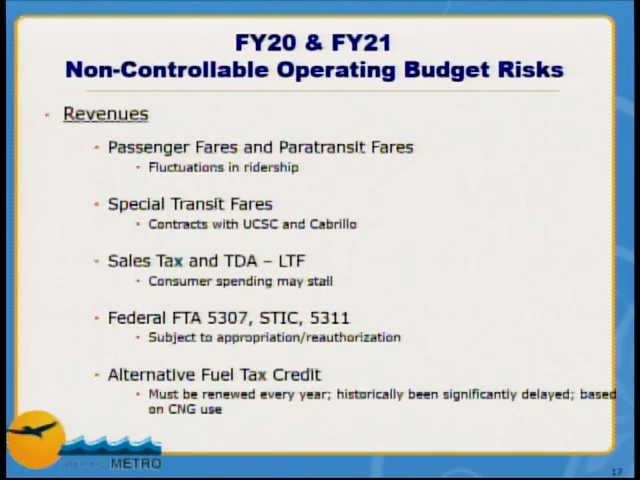 FY20 & FY21
Non-Controllable Operating Budget Risks
Revenues
Passenger Fares and Paratransit Fares
Fluctuations in ridership
Special Transit Fares
Contracts with UCSC and Cabrillo
Sales Tax and TDA – LTF
Consumer spending may stall
Federal FTA 5307, STIC, 5311
Subject to appropriation/reauthorization
Alternative Fuel Tax Credit
Must be renewed every year; historically been significantly delayed; based
on CNG use
METRO
17